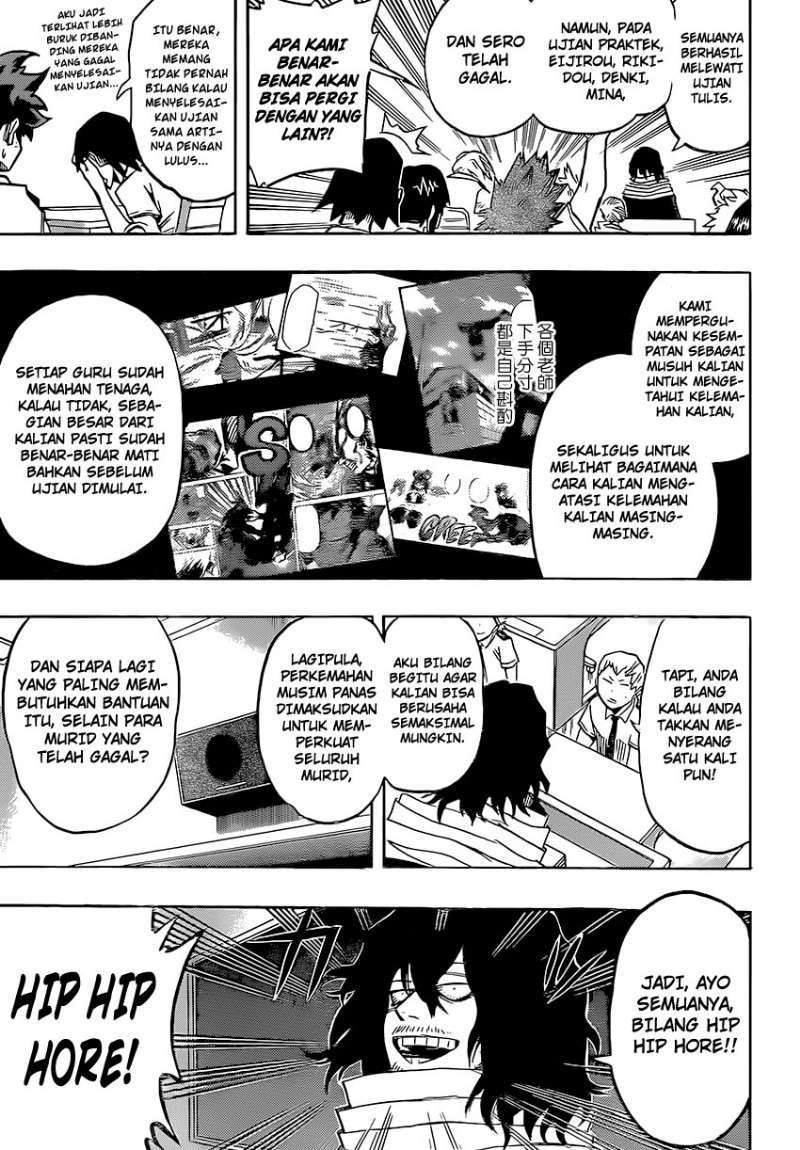 SEMUANYA
BERHASIL
MELEWATI
UJIAN
TULIS.
NAMUN, PADA
UJIAN PRAKTEK,
EIJIROU, RIKI-
DOU, DENKI,
MINA,
DAN SERO
TELAH
GAGAL.
APA KAMI
BENAR-
BENAR AKAN
BISA PERGI
DENGAN YANG
LAIN?!
ITU BENAR,
MEREKA
MEMANG
TIDAK PERNAH
BILANG KALAU
MENYELESAI-
KAN UJIAN
SAMA ARTI-
NYA DENGAN
LULUS...
AKU JADI
TERLIHAT LEBIH
BURUK DIBAN-
DING MEREKA
YANG GAGAL
MENYELESAI-
KAN UJIAN...
KAMI
MEMPERGU-
NAKAN KESEM-
PATAN SEBAGAI
MUSUH KALIAN
UNTUK MENGE-
TAHUI KELEMA-
HAN KALIAN,
SEKALIGUS UNTUK
MELIHAT BAGAIMANA
CARA KALIAN MENG-
ATASI KELEMAHAN
KALIAN MASING-
MASING.
各個老師
下手分寸
都是自己斟酌
SETIAP GURU SUDAH
MENAHAN TENAGA,
KALAU TIDAK, SEBA-
GIAN BESAR DARI
KALIAN PASTI SUDAH
BENAR-BENAR MATI
BAHKAN SEBELUM
UJIAN DIMULAI.
TAPI, ANDA
BILANG
KALAU ANDA
TAKKAN ME-
NYERANG
SATU KALI
PUN!
AKU BILANG
BEGITU AGAR
KALIAN BISA
BERUSAHA
SEMAKSIMAL
MUNGKIN.
LAGIPULA,
PERKEMAHAN
MUSIM PANAS
DIMAKSUDKAN
UNTUK MEM-
PERKUAT
SELURUH
MURID,
DAN SIAPA LAGI
YANG PALING MEM-
BUTUHKAN BANTUAN
ITU, SELAIN PARA
MURID YANG
TELAH GAGAL?
JADI, AYO
SEMUANYA,
BILANG HIP
HIP HORE!!
HIP HIP
HORE!